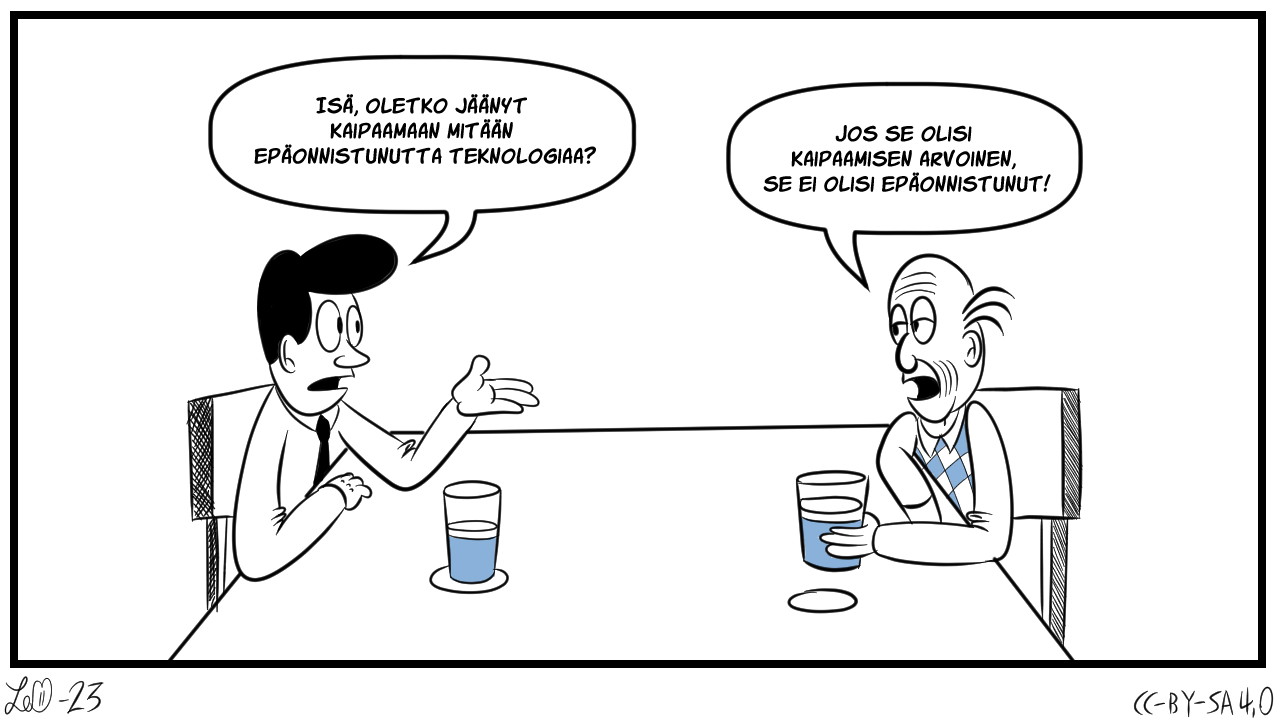 ISÄ, OLETKO JÄÄNYT
KAIPAAMAAN MITÄÄN
EPÄONNISTUNUTTA TEKNOLOGIAA?
JOS SE OLISI
KAIPAAMISEN ARVOINEN,
SE EI OLISI EPÄONNISTUNUT!
-23
CC-BY-SA 4.0